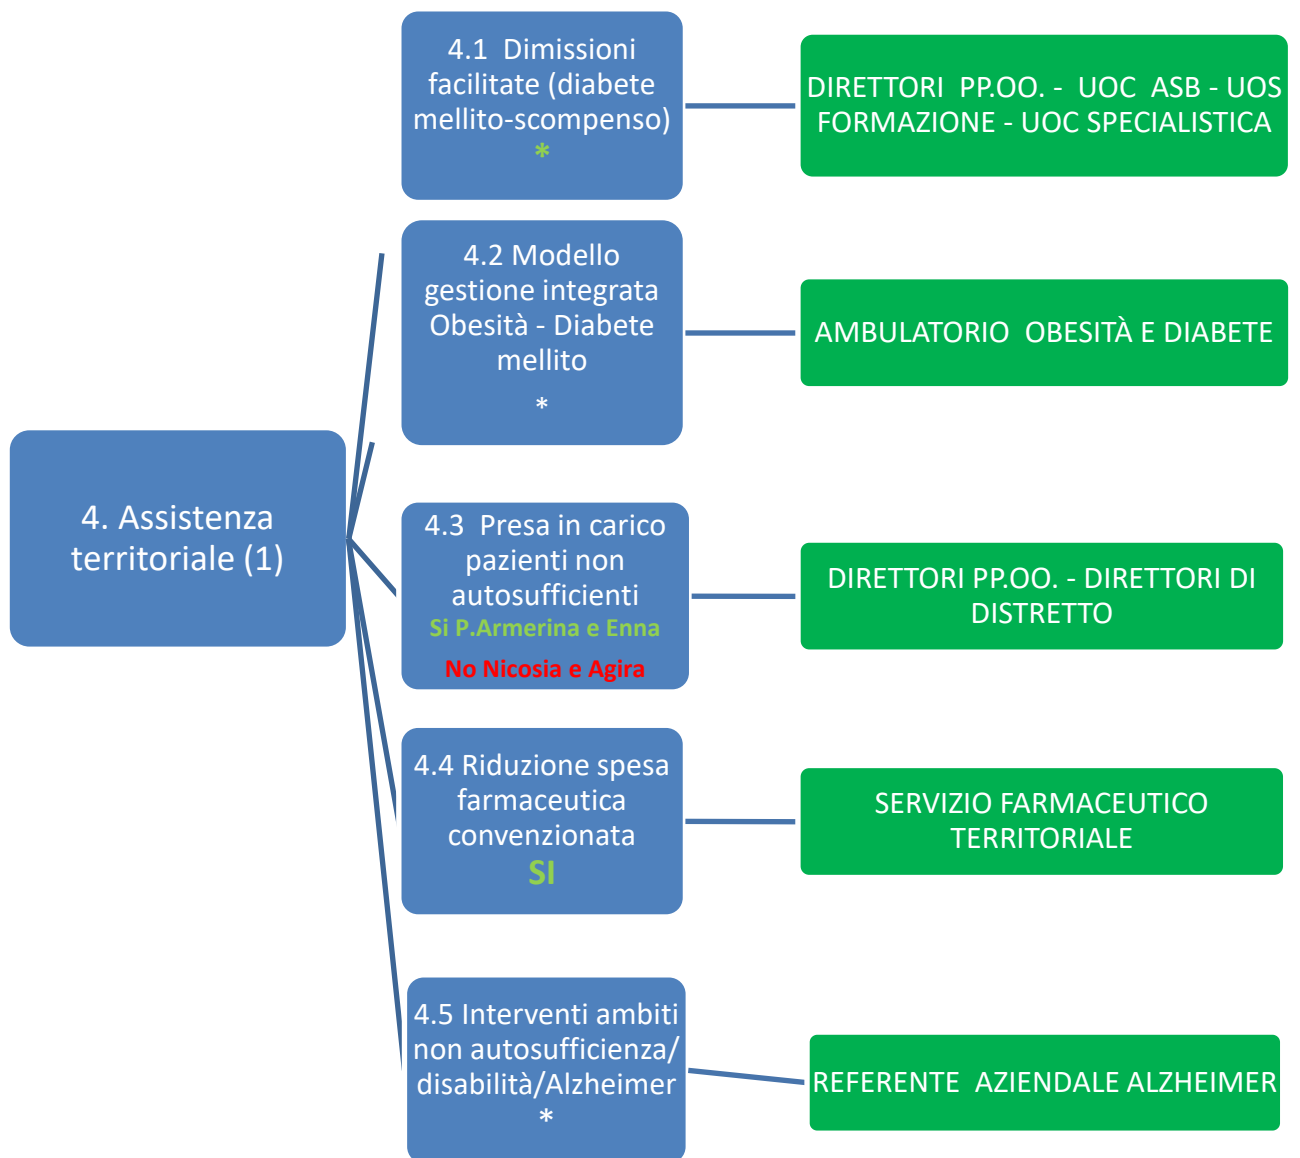 4.1 Dimissioni
facilitate (diabete
mellito-scompenso)
*
DIRETTORI PP.OO. - UOC ASB - UOS
FORMAZIONE - UOC SPECIALISTICA
4.2 Modello
gestione integrata
Obesità - Diabete
mellito
*
AMBULATORIO OBESITÀ E DIABETE
4. Assistenza
territoriale (1)
4.3 Presa in carico
pazienti non
autosufficienti
Si P.Armerina e Enna
No Nicosia e Agira
DIRETTORI PP.OO. - DIRETTORI DI
DISTRETTO
4.4 Riduzione spesa
farmaceutica
convenzionata
SI
SERVIZIO FARMACEUTICO
TERRITORIALE
4.5 Interventi ambiti
non autosufficienza/
disabilità/Alzheimer
*
REFERENTE AZIENDALE ALZHEIMER